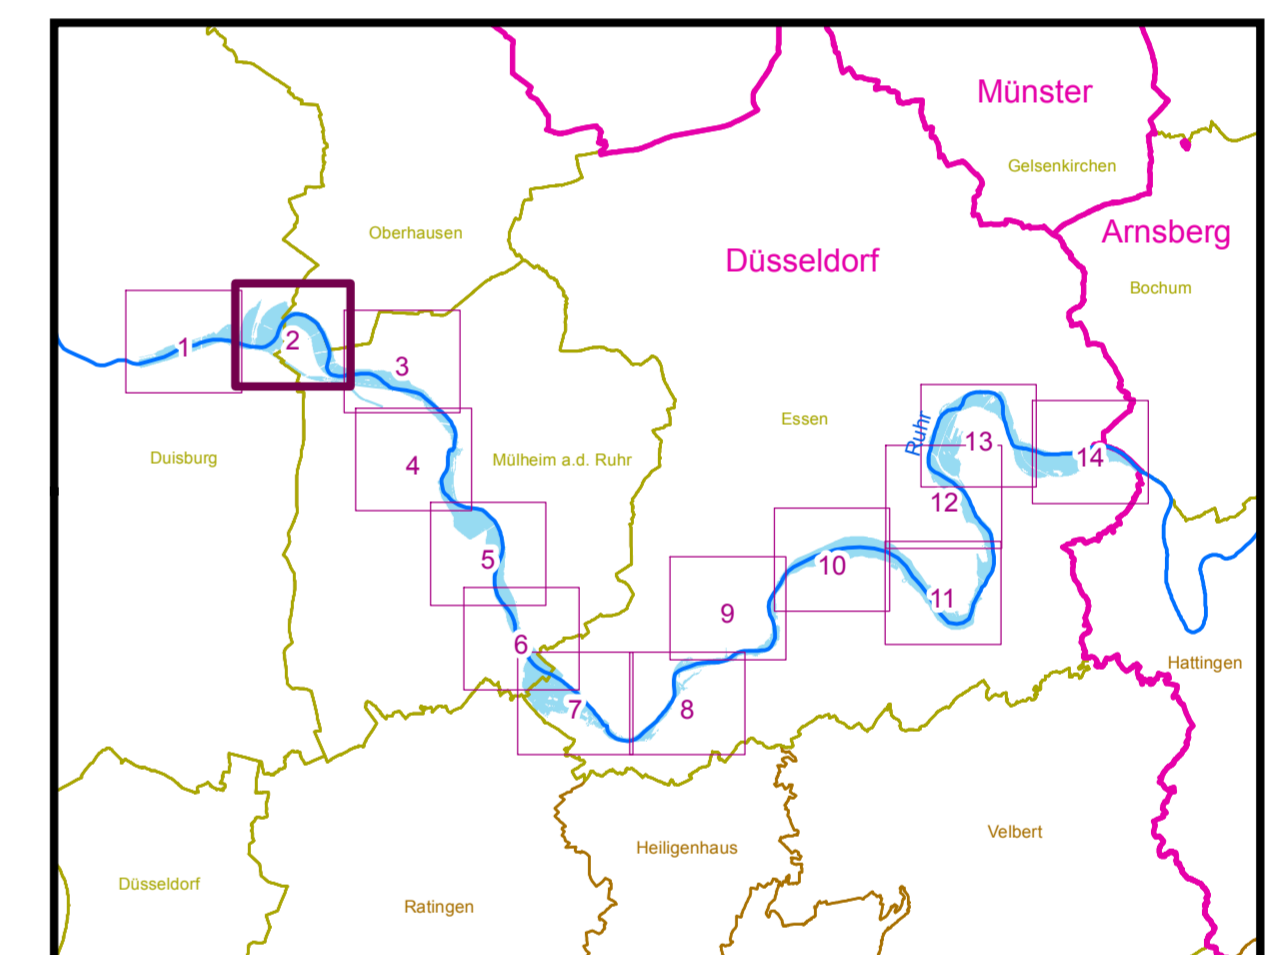 Münster
Gelsenkirchen
Oberhausen
Arnsberg
Düsseldorf
Bochum
1
2
3
Ruhr
Essen
13
14
Duisburg
4
Mülheim a.d. Ruhr
12
5
10
11
9
6
Hattingen
7
8
Velbert
Heiligenhaus
Düsseldorf
Ratingen